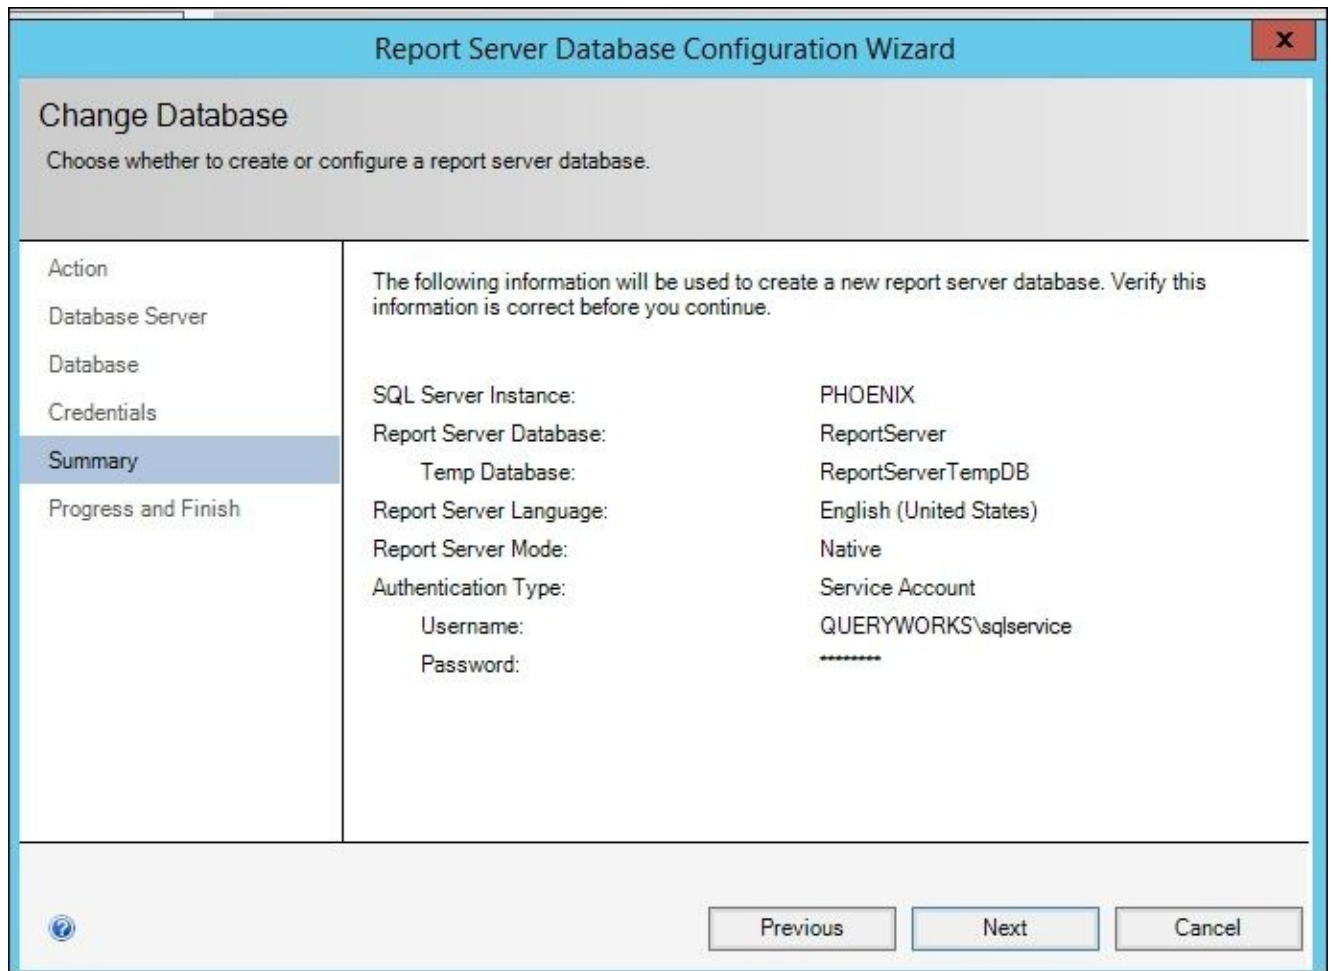 Report Server Database Configuration Wizard
x
Change Database
Choose whether to create or configure a report server database.
Action
Database Server
Database
Credentials
Summary
Progress and Finish
The following information will be used to create a new report server database. Verify this
information is correct before you continue.
SQL Server Instance: PHOENIX
Report Server Database: ReportServer
Temp Database: ReportServerTempDB
Report Server Language: English (United States)
Report Server Mode: Native
Authentication Type: Service Account
Username: QUERYWORKS\sqlservice
Password: ********
?
Previous Next Cancel